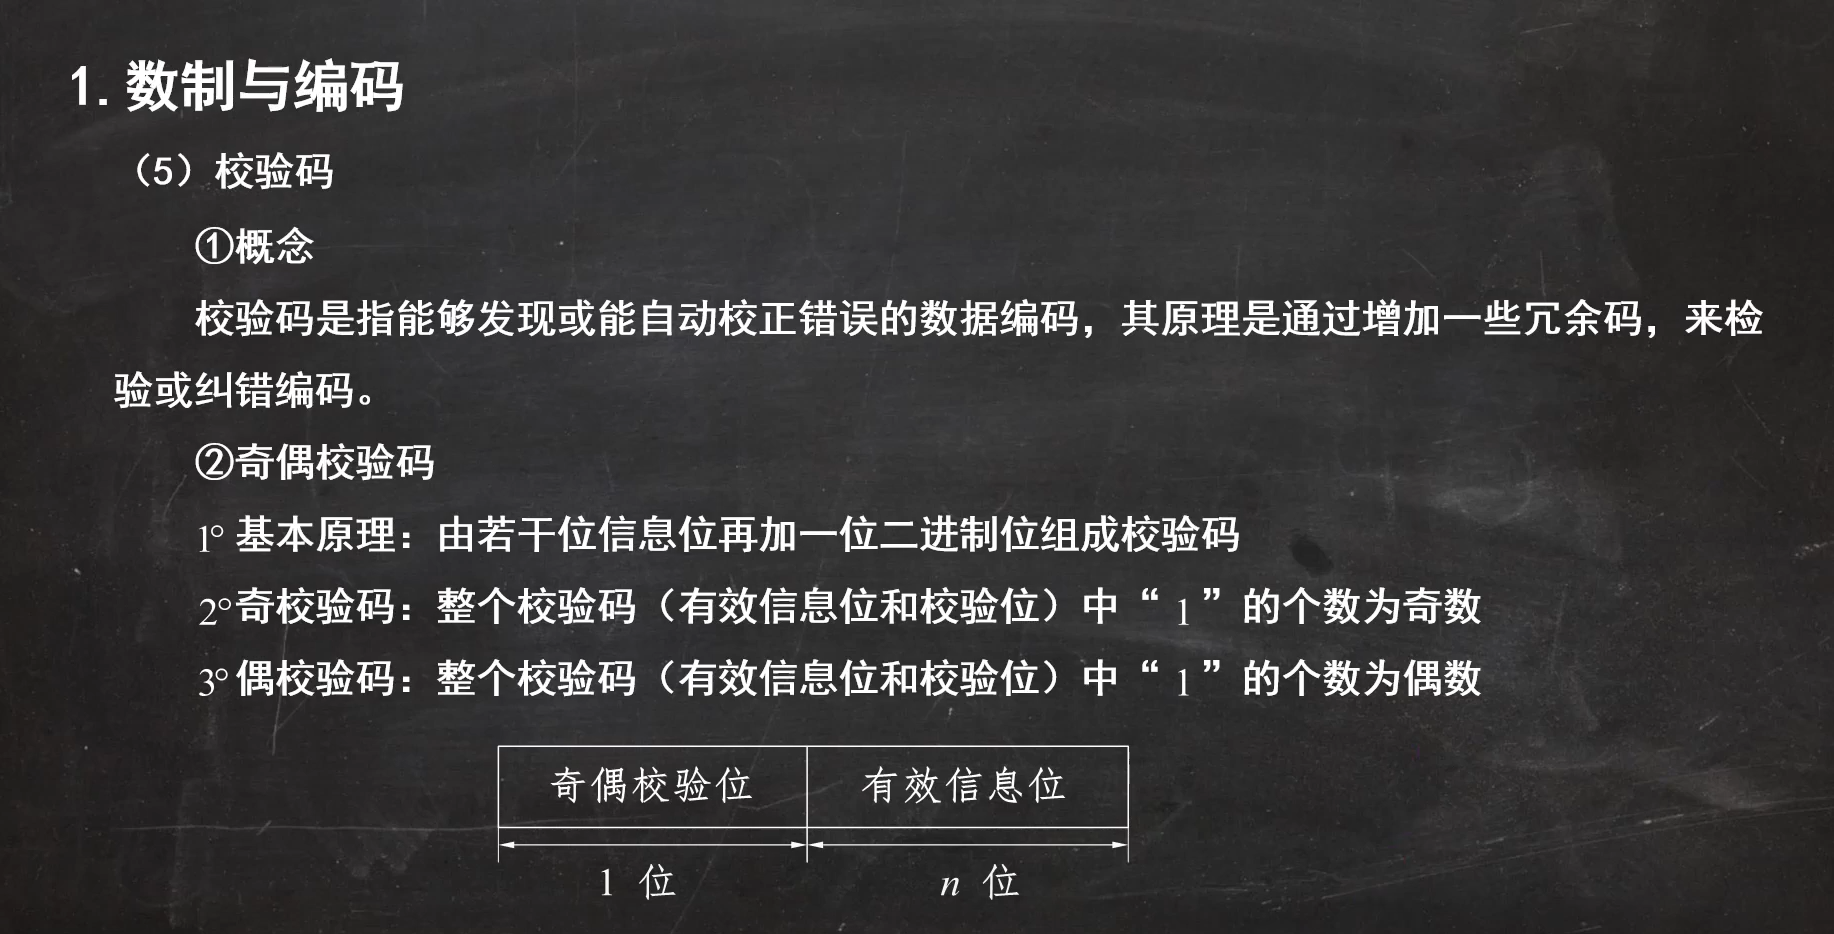 1. 数制与编码
（5）校验码
①概念
校验码是指能够发现或能自动校正错误的数据编码，其原理是通过增加一些冗余码，来检
验或纠错编码。
②奇偶校验码
1° 基本原理：由若干位信息位再加一位二进制位组成校验码
2°奇校验码：整个校验码（有效信息位和校验位）中“ 1 ”的个数为奇数
3°偶校验码：整个校验码（有效信息位和校验位）中“ 1 ”的个数为偶数
奇偶校验位 有效信息位
1 位 n 位